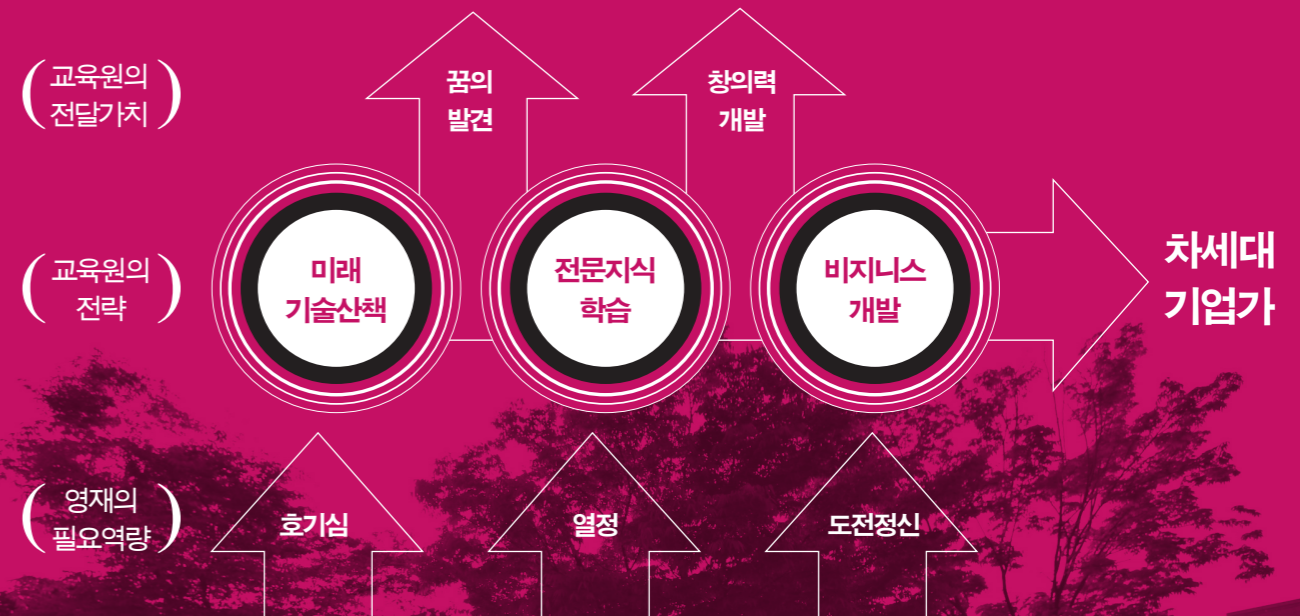 교육원의
전달가치
꿈의
발견
창의력
개발
교육원의
전략
미래
기술산책
전문지식
학습
비지니스
개발
차세대
기업가
영재의
필요역량
호기심
열정
도전정신